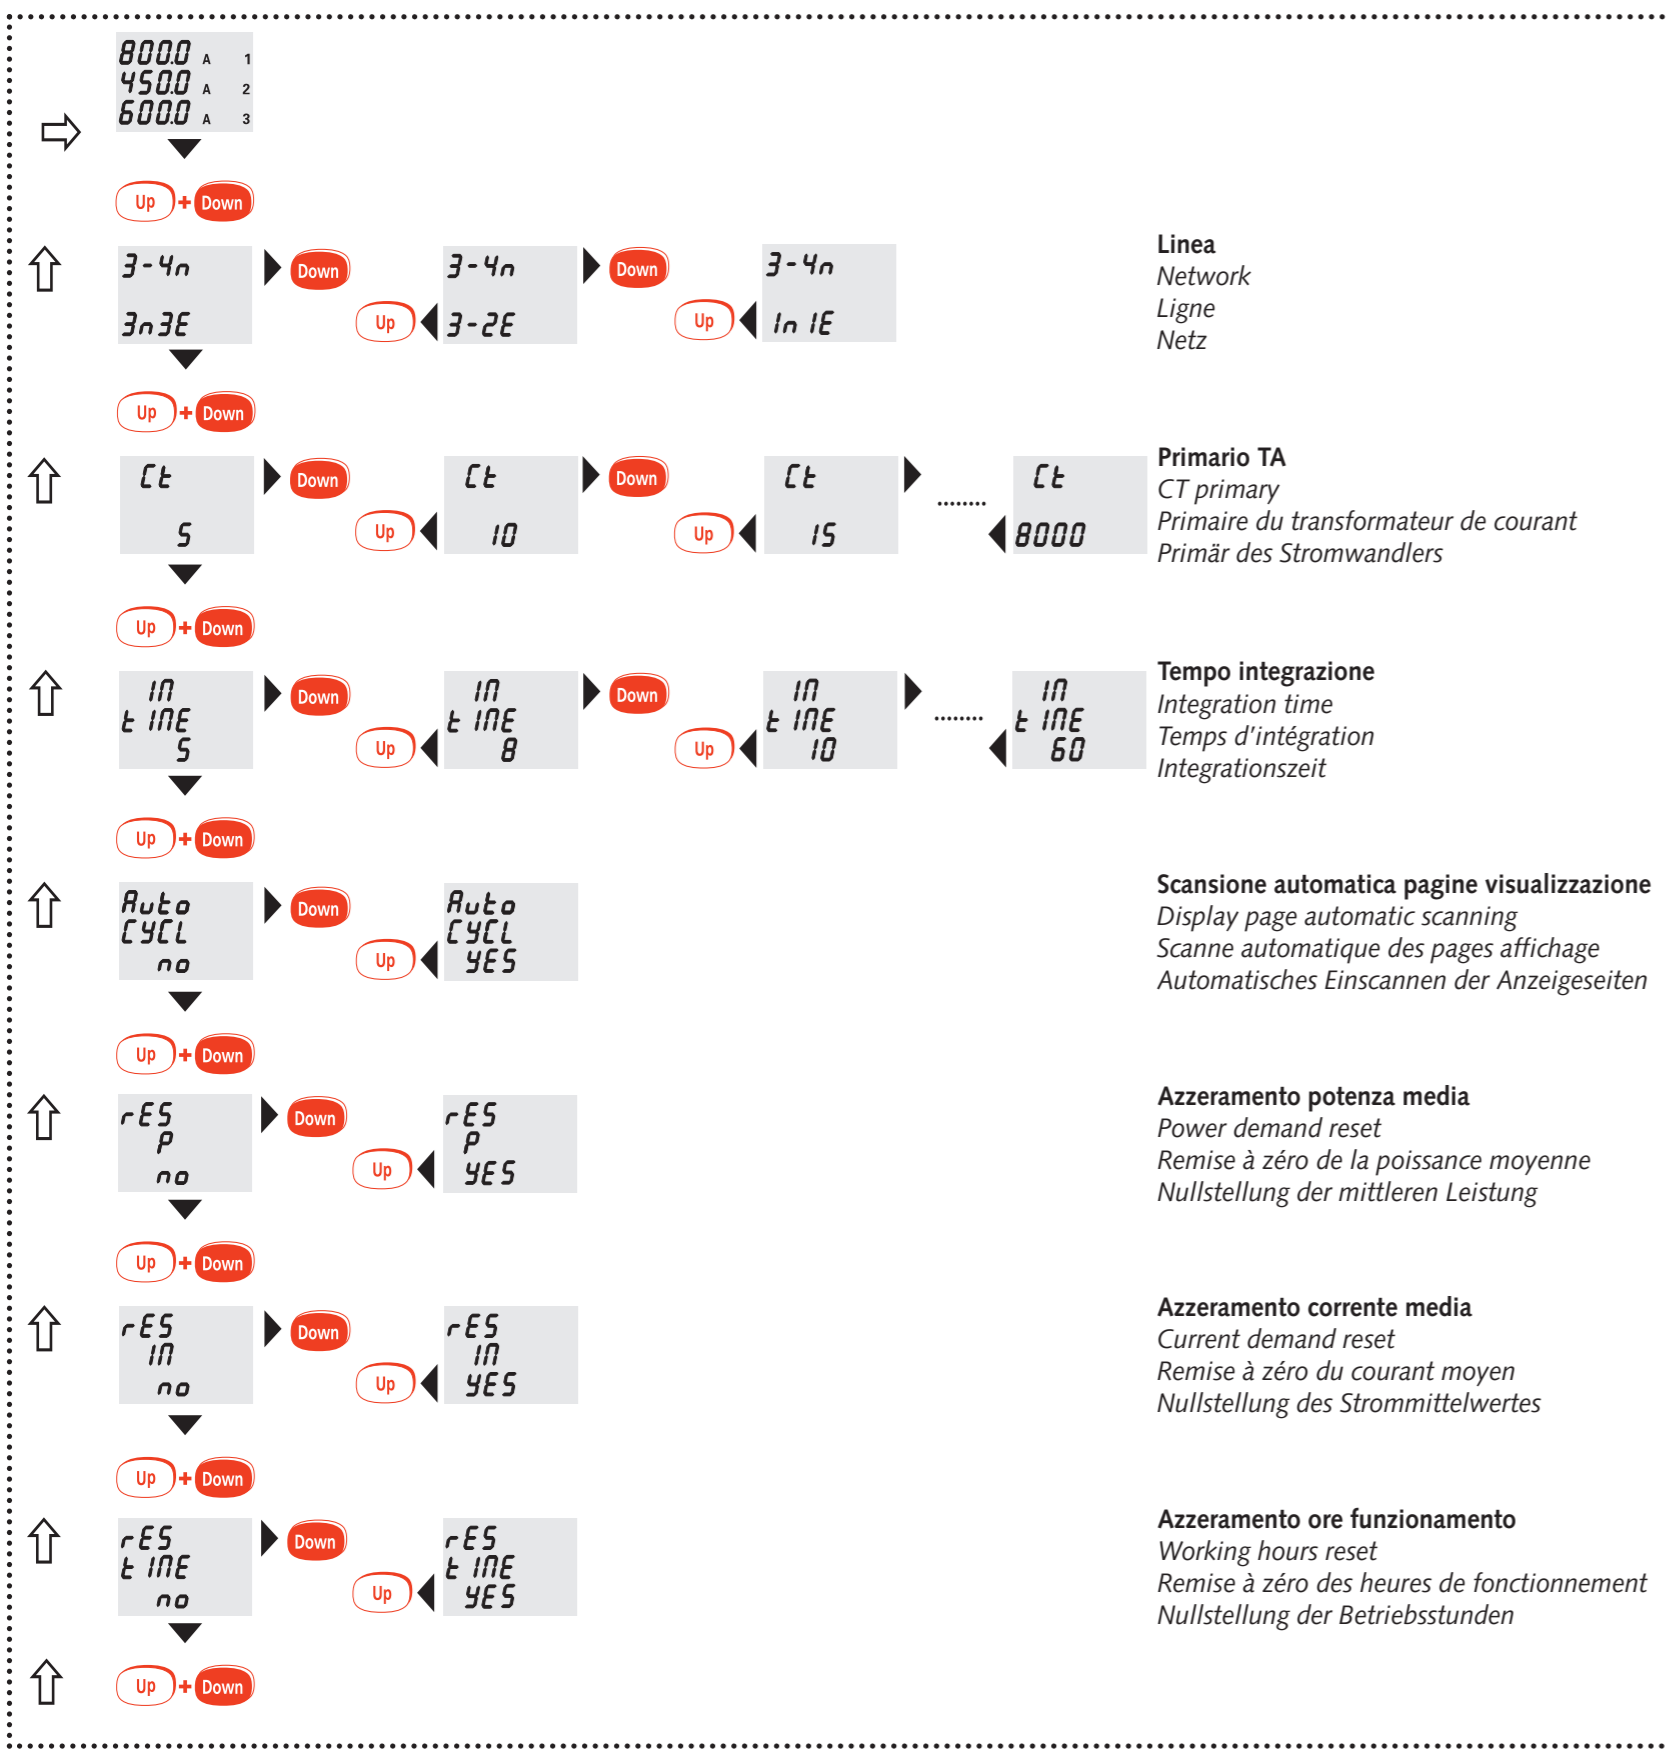 800.0 A 1
450.0 A 2
600.0 A 3
Up + Down
3-4n Down 3-4n Down 3-4n
3n3E Up 3-2E Up 1n1E
Linea
Network
Ligne
Netz
Up + Down
Ct Down Ct Down Ct ........ Ct
5 Up 10 Up 15 8000
Primario TA
CT primary
Primaire du transformateur de courant
Primär des Stromwandlers
Up + Down
In Down In Down In In
tIME tIME tIME ........ tIME
5 Up 8 Up 10 60
Tempo integrazione
Integration time
Temps d'intégration
Integrationszeit
Up + Down
Auto Down Auto
CYCL CYCL
no Up YES
Scansione automatica pagine visualizzazione
Display page automatic scanning
Scanne automatique des pages affichage
Automatisches Einscannen der Anzeigeseiten
Up + Down
rES Down rES
P P
no Up YES
Azzeramento potenza media
Power demand reset
Remise à zéro de la poissance moyenne
Nullstellung der mittleren Leistung
Up + Down
rES Down rES
In In
no Up YES
Azzeramento corrente media
Current demand reset
Remise à zéro du courant moyen
Nullstellung des Strommittelwertes
Up + Down
rES Down rES
tIME tIME
no Up YES
Azzeramento ore funzionamento
Working hours reset
Remise à zéro des heures de fonctionnement
Nullstellung der Betriebsstunden
Up + Down